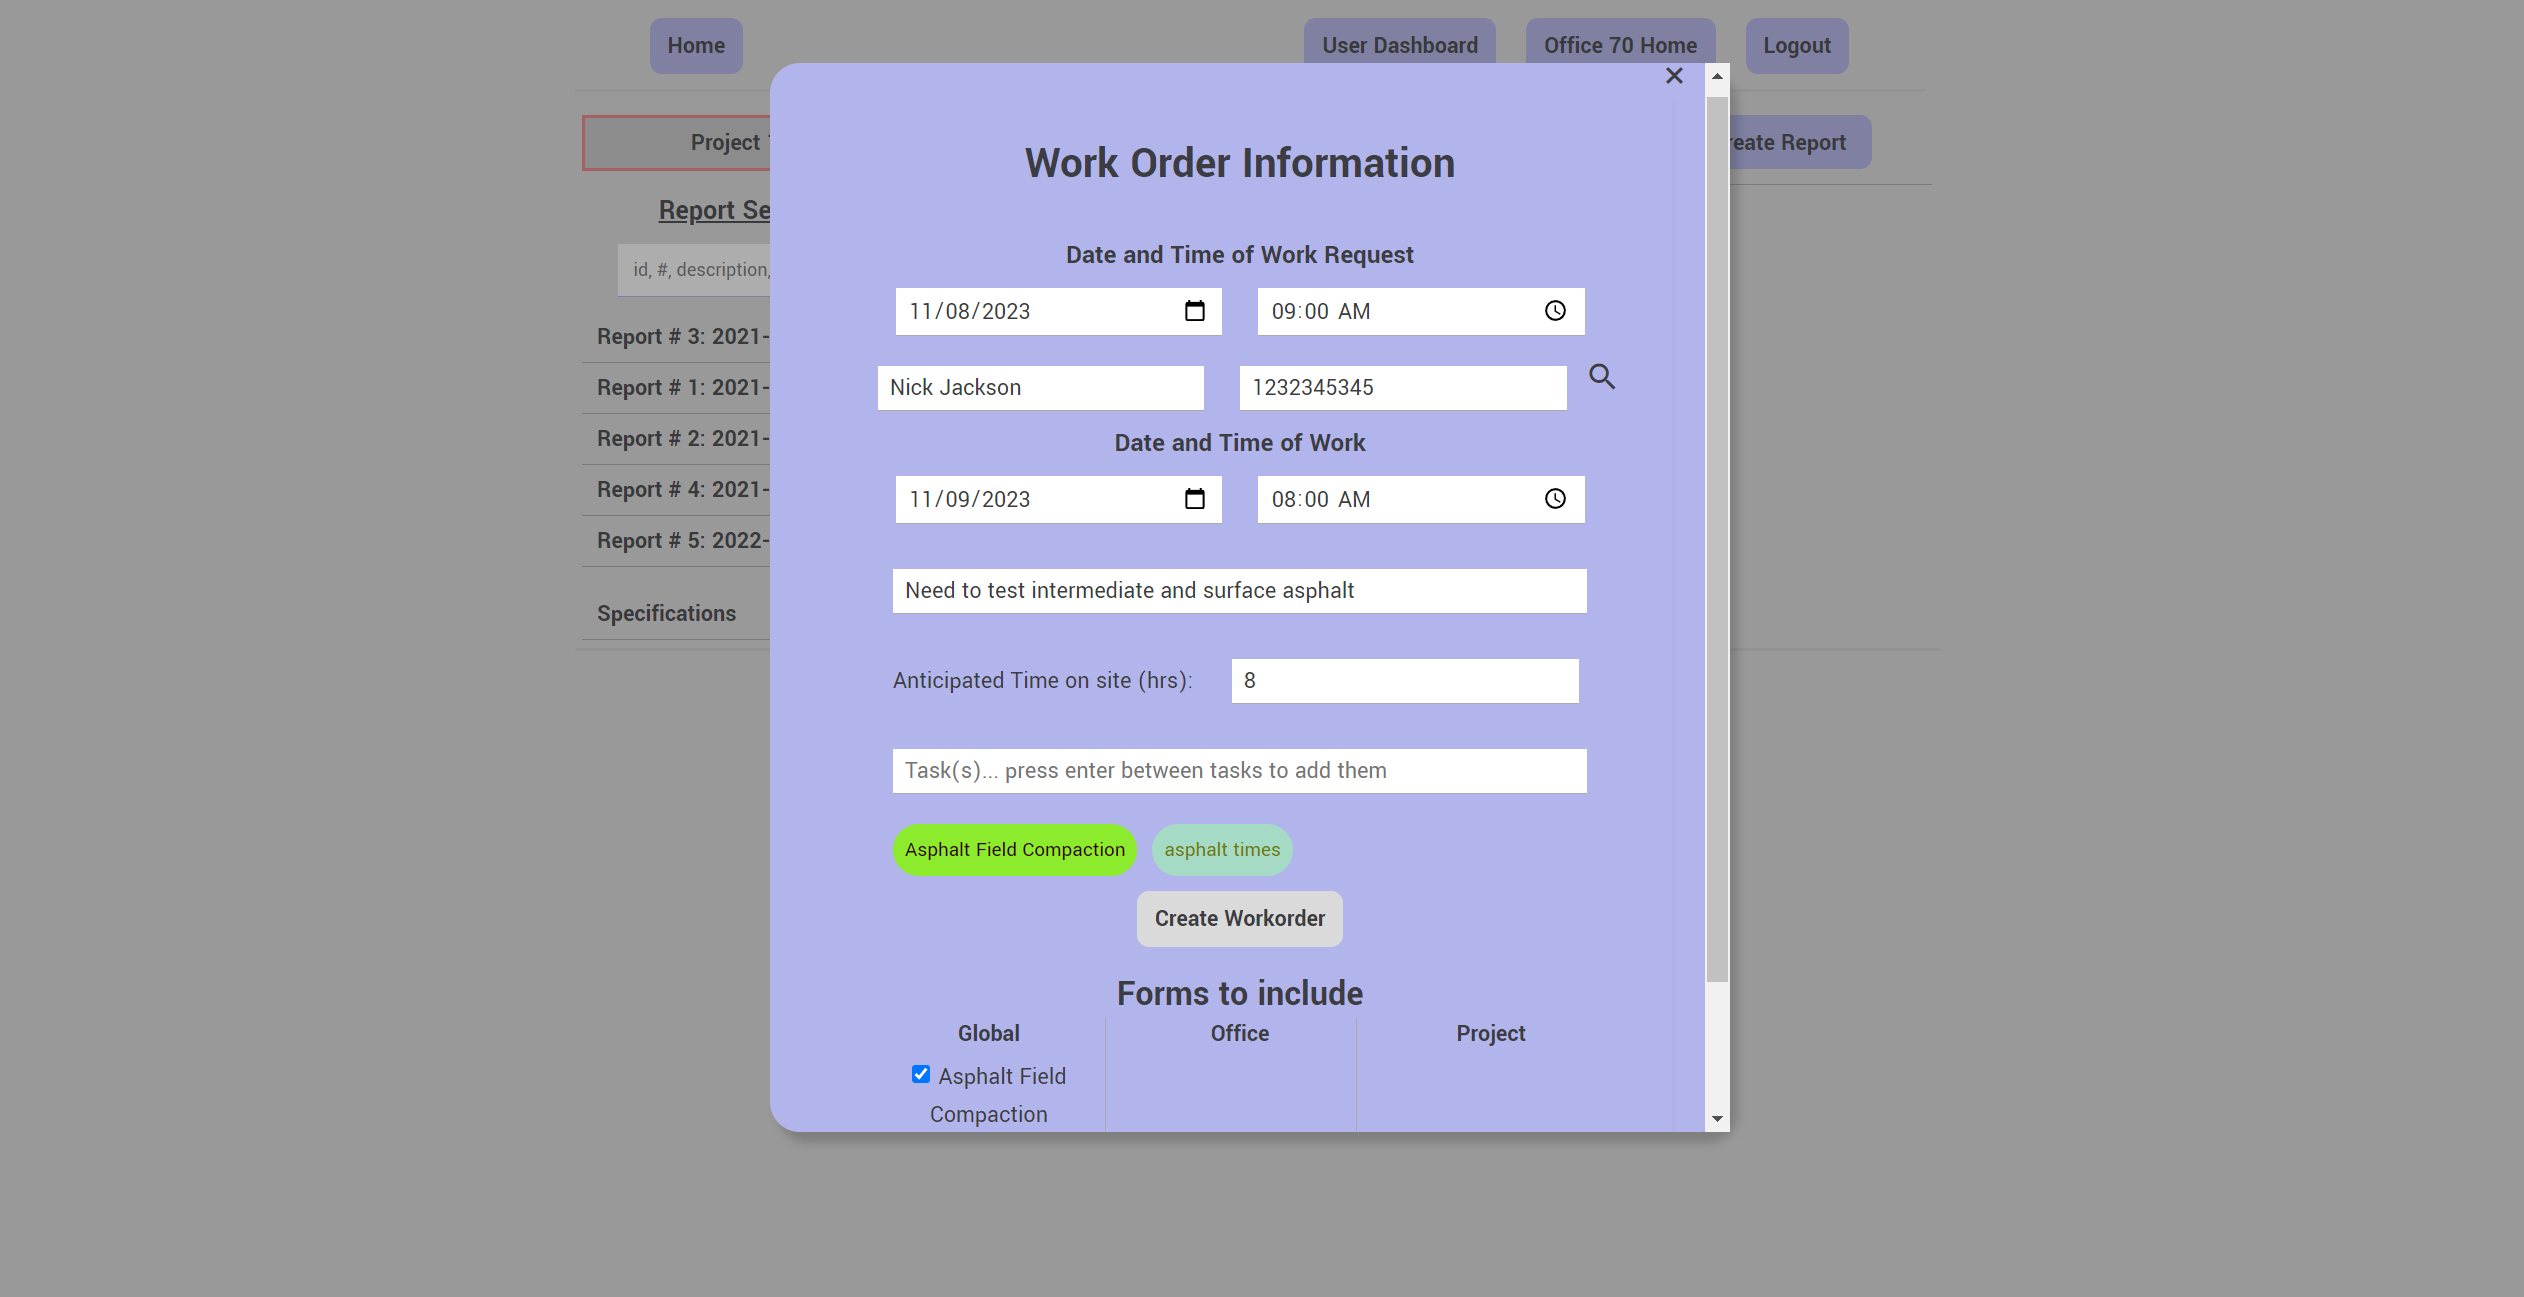 Home
User Dashboard
Office 70 Home
Logout
Project
eate Report
Report Se
id, #, description,
Report # 3: 2021-
Report # 1: 2021-
Report # 2: 2021-
Report # 4: 2021-
Report # 5: 2022-
Specifications
Work Order Information
Date and Time of Work Request
11/08/2023
09:00 AM
Nick Jackson
1232345345
Date and Time of Work
11/09/2023
08:00 AM
Need to test intermediate and surface asphalt
Anticipated Time on site (hrs):
8
Task(s)... press enter between tasks to add them
Asphalt Field Compaction
asphalt times
Create Workorder
Forms to include
Global
Office
Project
Asphalt Field
Compaction